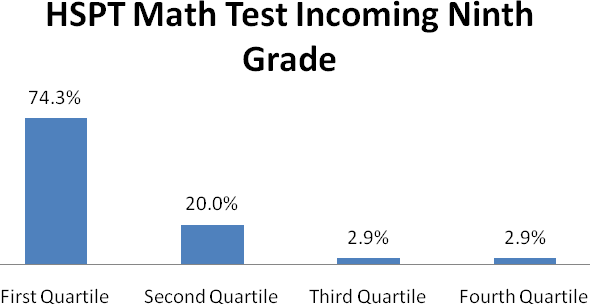 HSPT Math Test Incoming Ninth
Grade
74.3%
20.0%
2.9%
2.9%
First Quartile
Second Quartile
Third Quartile
Fourth Quartile